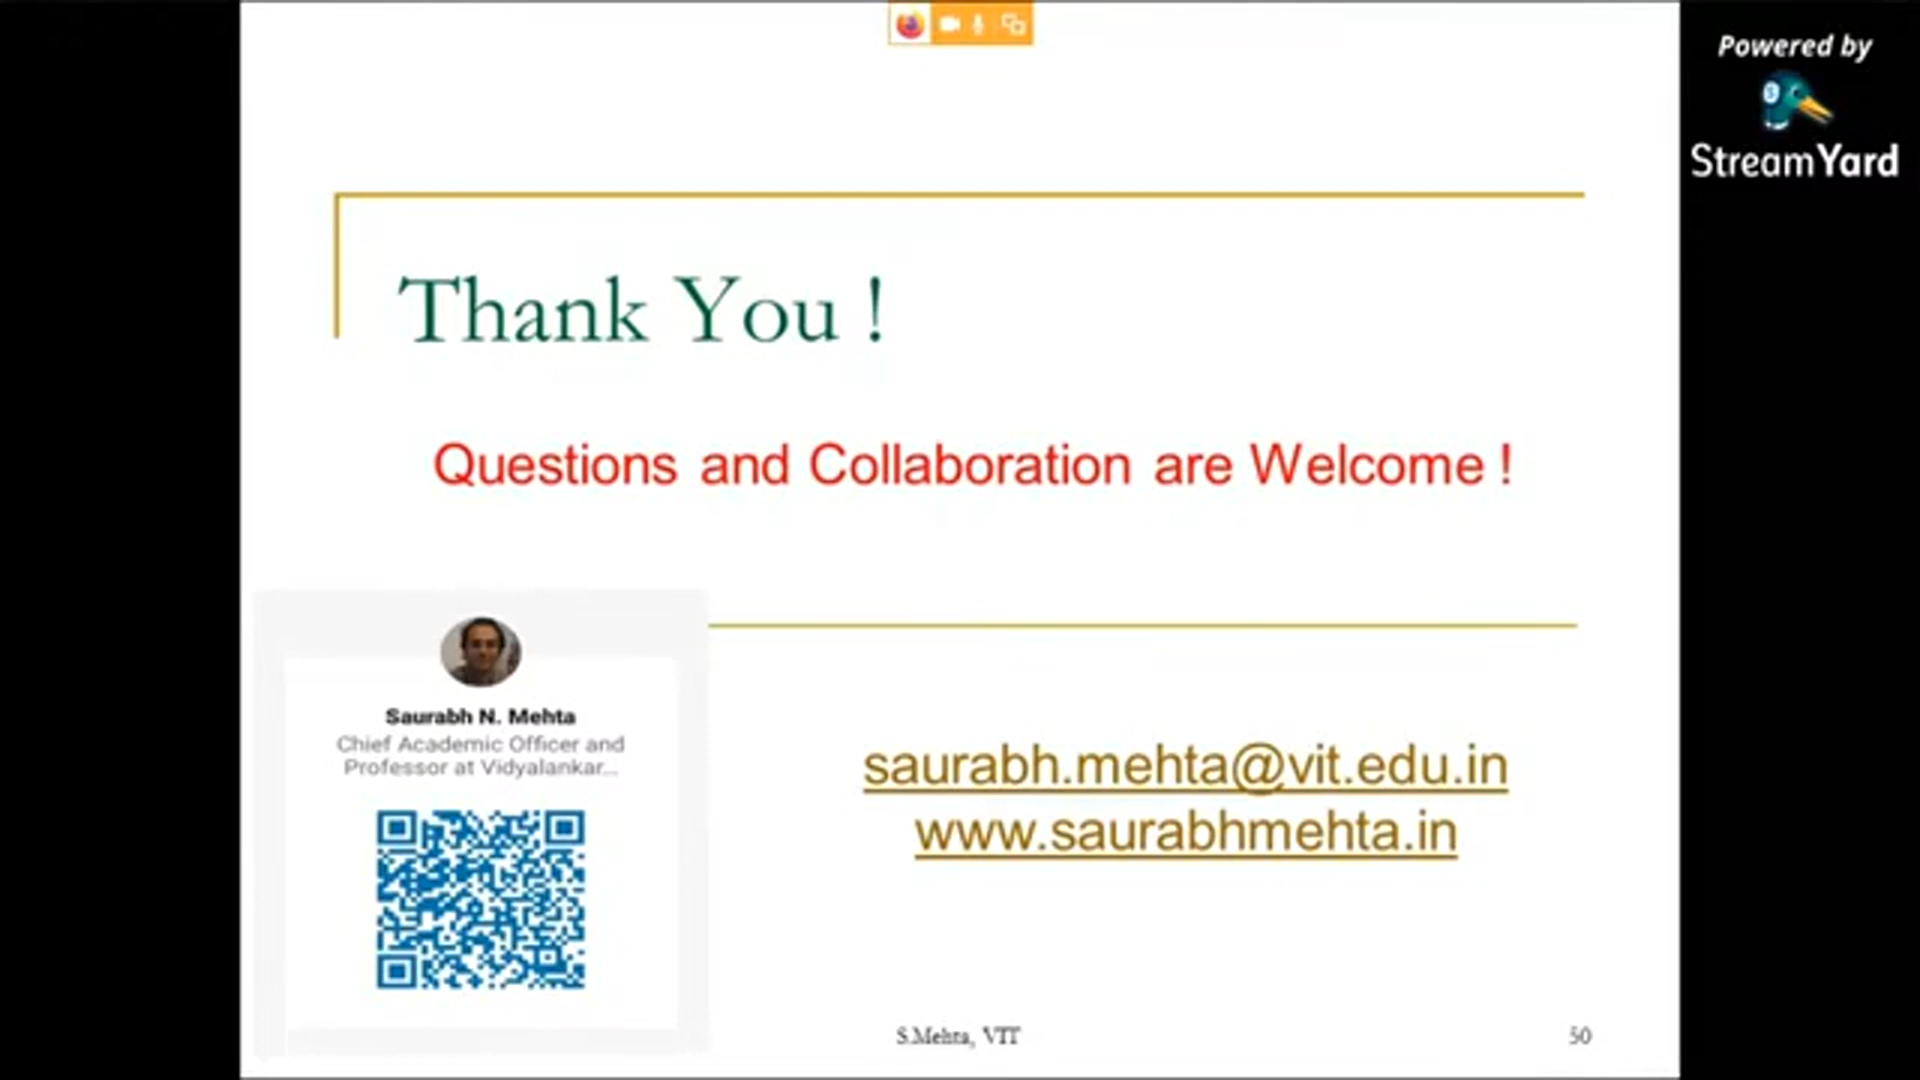 Powered by
StreamYard
Thank You !
Questions and Collaboration are Welcome !
Saurabh N. Mehta
Chief Academic Officer and
Professor at Vidyalankar...
saurabh.mehta@vit.edu.in
www.saurabhmehta.in
S.Mehta, VIT
50